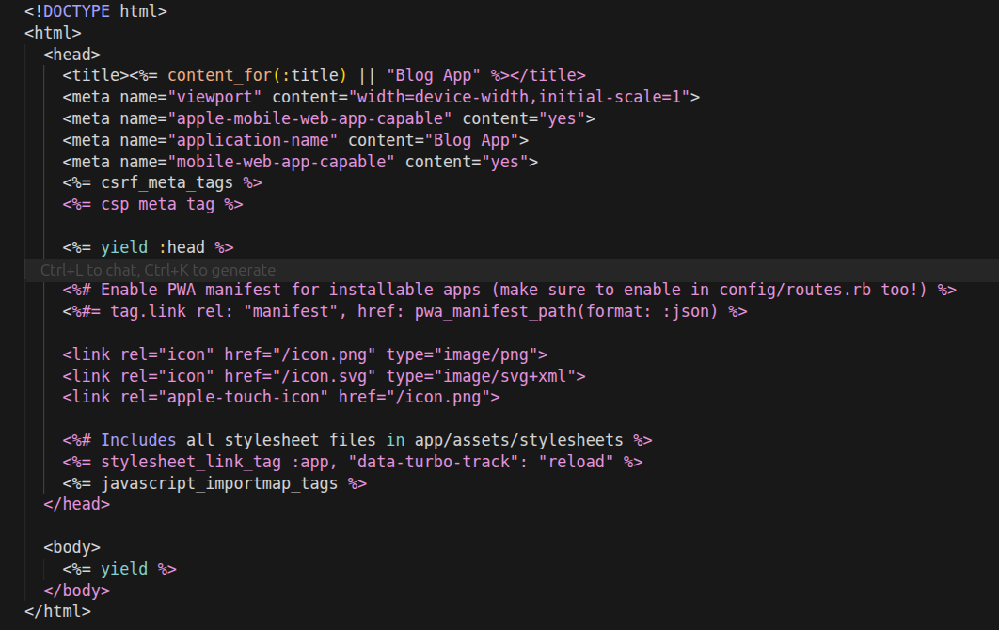 <!DOCTYPE html>
<html>
  <head>
    <title><%= content_for(:title) || "Blog App" %></title>
    <meta name="viewport" content="width=device-width,initial-scale=1">
    <meta name="apple-mobile-web-app-capable" content="yes">
    <meta name="application-name" content="Blog App">
    <meta name="mobile-web-app-capable" content="yes">
    <%= csrf_meta_tags %>
    <%= csp_meta_tag %>

    <%= yield :head %>
Ctrl+L to chat, Ctrl+K to generate
    <%# Enable PWA manifest for installable apps (make sure to enable in config/routes.rb too!) %>
    <%#= tag.link rel: "manifest", href: pwa_manifest_path(format: :json) %>

    <link rel="icon" href="/icon.png" type="image/png">
    <link rel="icon" href="/icon.svg" type="image/svg+xml">
    <link rel="apple-touch-icon" href="/icon.png">

    <%# Includes all stylesheet files in app/assets/stylesheets %>
    <%= stylesheet_link_tag :app, "data-turbo-track": "reload" %>
    <%= javascript_importmap_tags %>
  </head>

  <body>
    <%= yield %>
  </body>
</html>